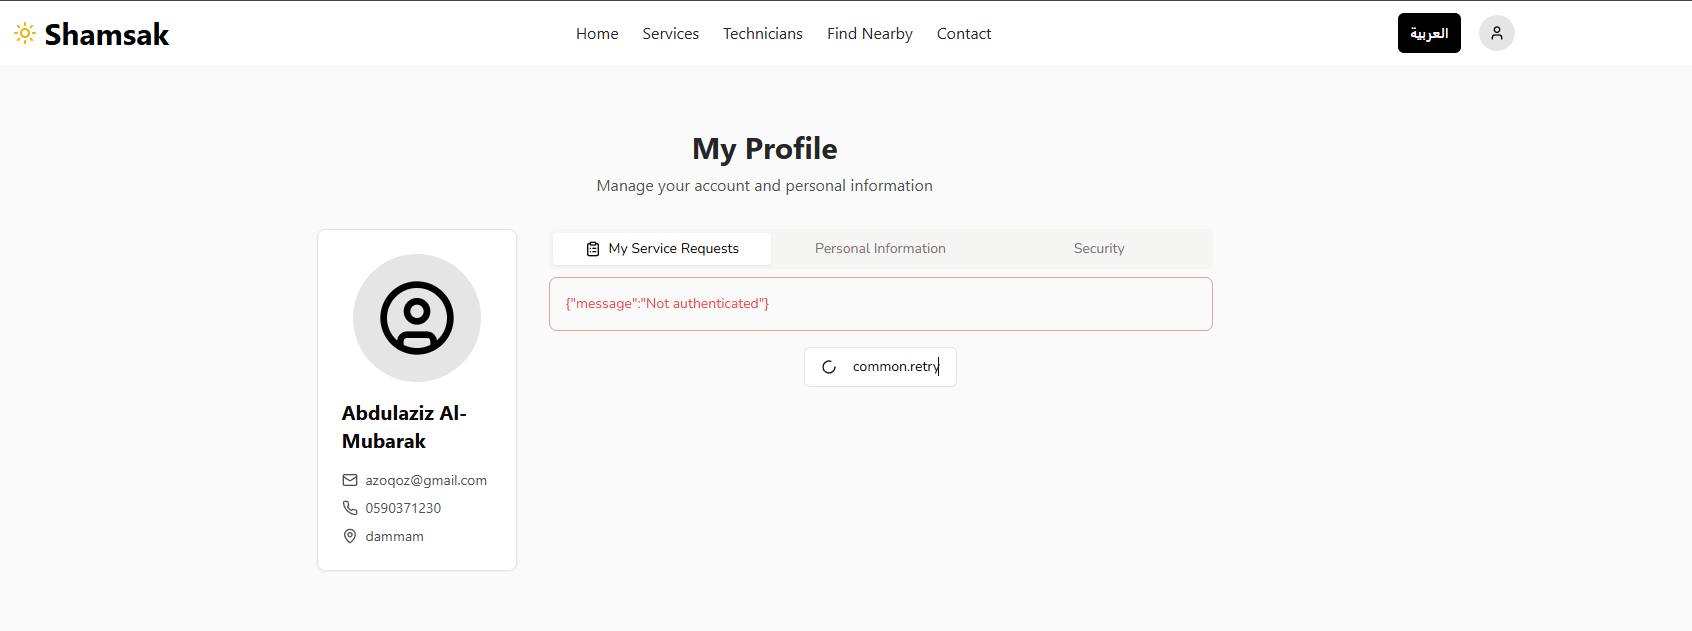 Shamsak
Home Services Technicians Find Nearby Contact
العربية
My Profile
Manage your account and personal information
Abdulaziz Al-
Mubarak
azoqoz@gmail.com
0590371230
dammam
My Service Requests Personal Information Security
{"message":"Not authenticated"}
common.retry